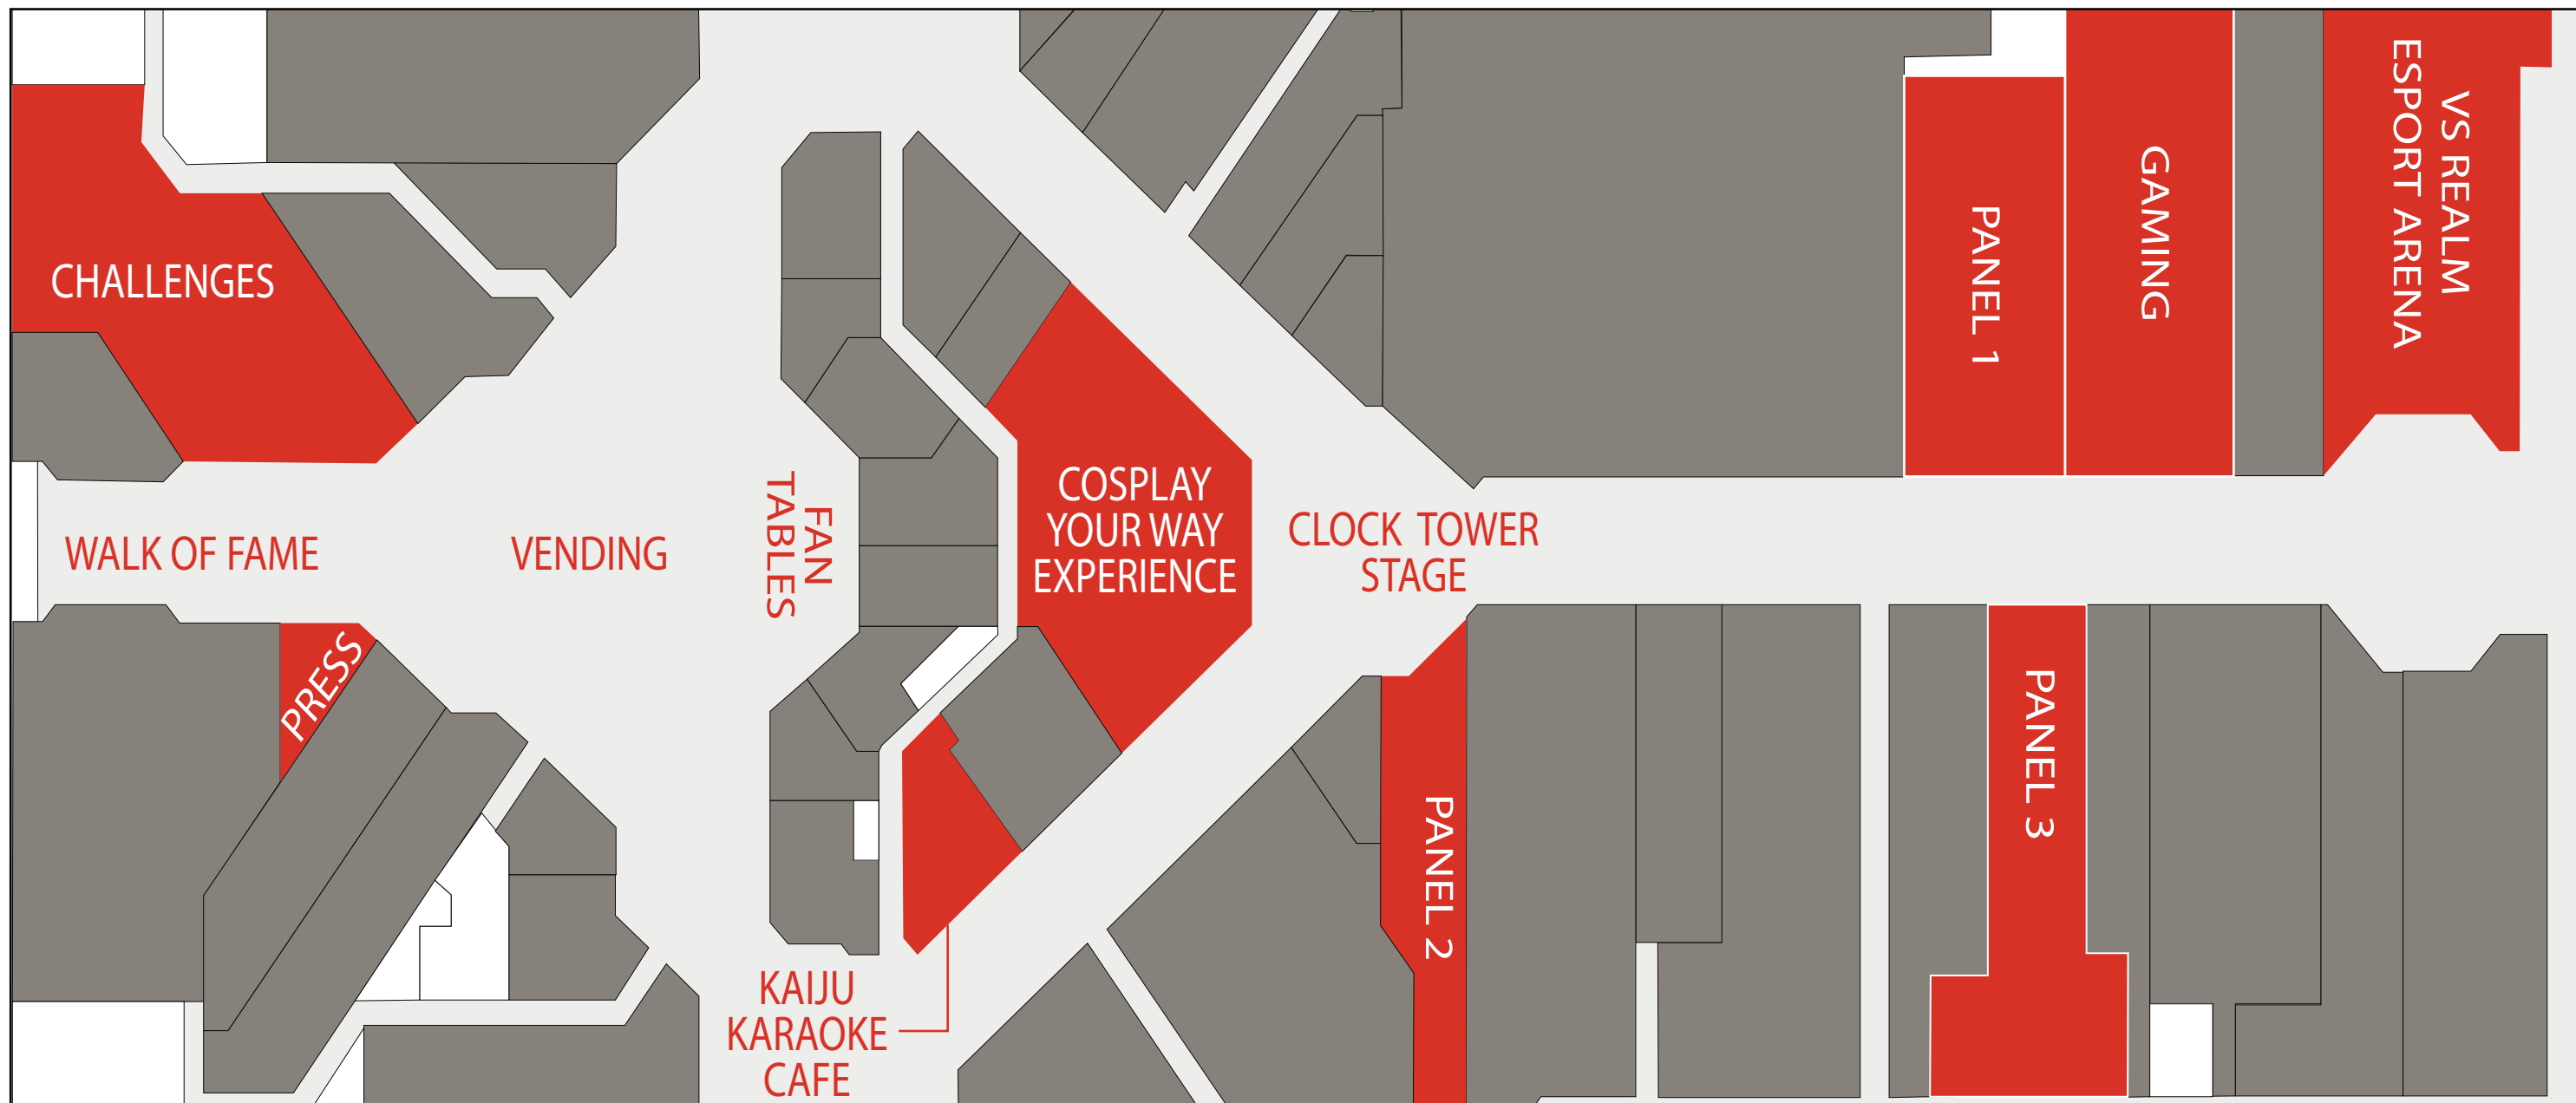 CHALLENGES
WALK OF FAME
VENDING
PRESS
FAN
TABLES
COSPLAY
YOUR WAY
EXPERIENCE
KAIJU
KARAOKE
CAFE
CLOCK TOWER
STAGE
PANEL 1
GAMING
VS REALM
ESPORT ARENA
PANEL 2
PANEL 3